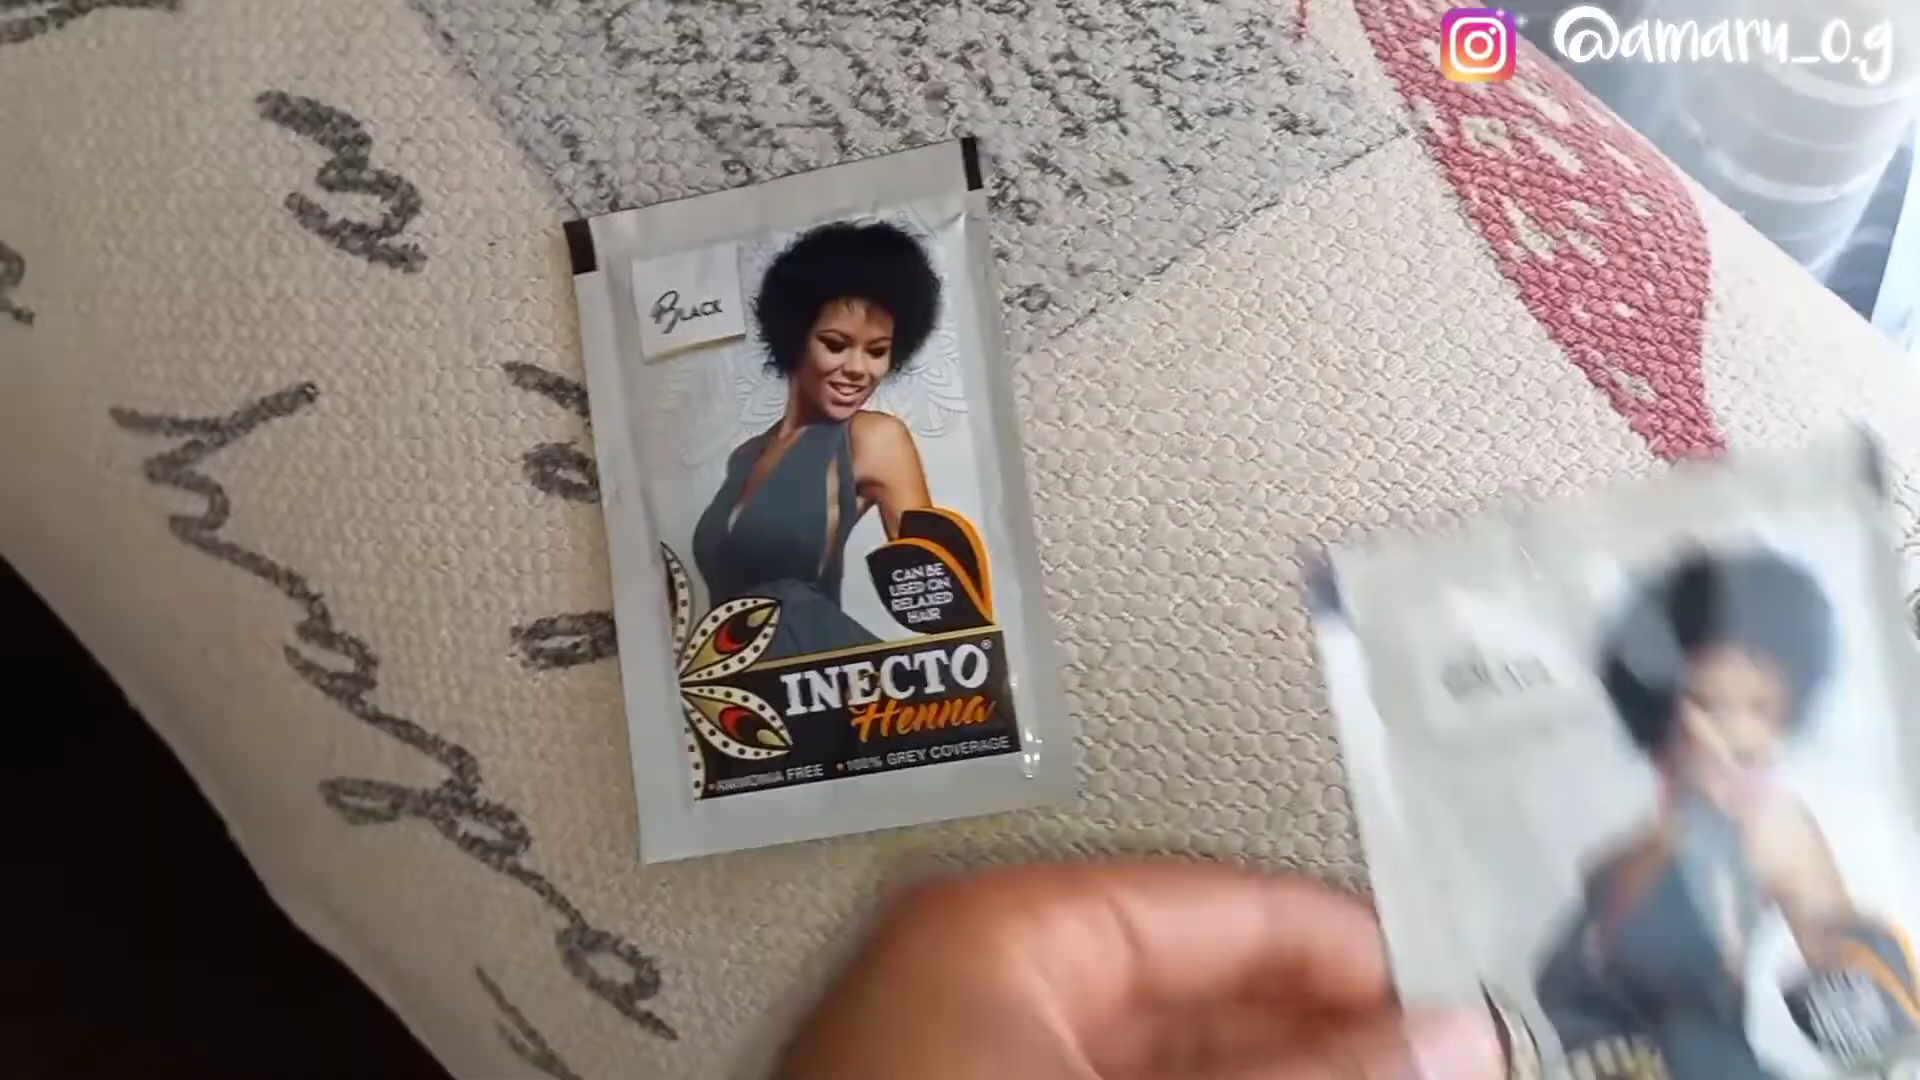 @amaru_o.g
BLACK
CAN BE
USED ON
RELAXED
HAIR
INECTO®
Henna
•AMMONIA FREE •100% GREY COVERAGE